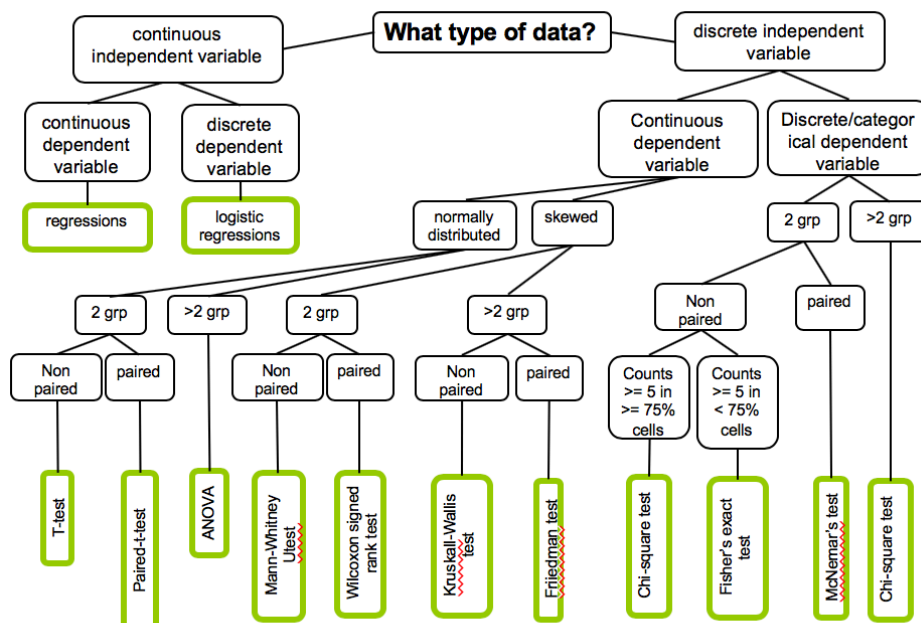 What type of data?
continuous
independent variable
discrete independent
variable
continuous
dependent
variable
discrete
dependent
variable
Continuous
dependent
variable
Discrete/categor
ical dependent
variable
regressions
logistic
regressions
normally
distributed
skewed
2 grp
>2 grp
2 grp
>2 grp
2 grp
>2 grp
Non
paired
paired
Non
paired
paired
Non
paired
paired
Non
paired
paired
Counts
>= 5 in
>= 75%
cells
Counts
>= 5 in
< 75%
cells
T-test
Paired-t-test
ANOVA
Mann-Whitney
Utest
Wilcoxon signed
rank test
Kruskall-Wallis
test
Friiedman test
Chi-square test
Fisher's exact
test
McNemar's test
Chi-square test